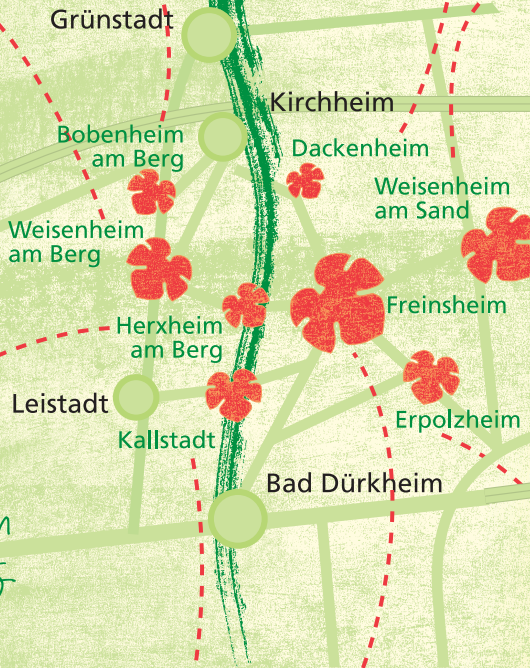 Grünstadt
Kirchheim
Bobenheim
am Berg
Dackenheim
Weisenheim
am Sand
Weisenheim
am Berg
Freinsheim
Herxheim
am Berg
Leistadt
Erpolzheim
Kallstadt
Bad Dürkheim